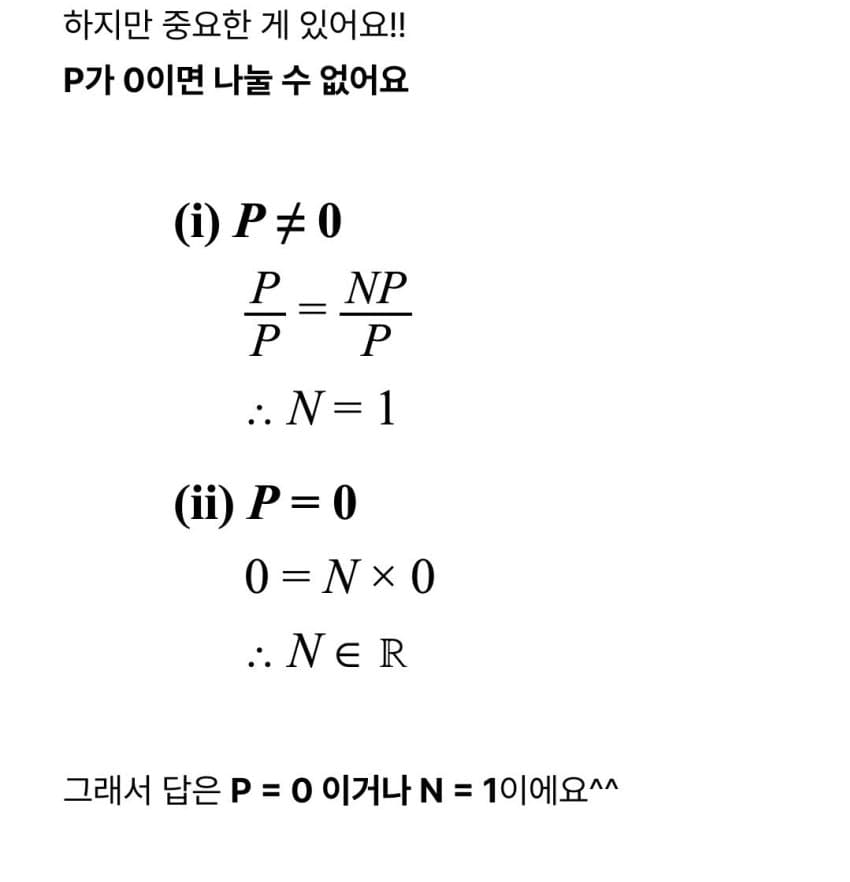 하지만 중요한 게 있어요!!
P가 0이면 나눌 수 없어요
(i) P ≠ 0
P/P = NP/P
∴ N = 1
(ii) P = 0
0 = N × 0
∴ N ∈ ℝ
그래서 답은 P = 0 이거나 N = 1이에요^^